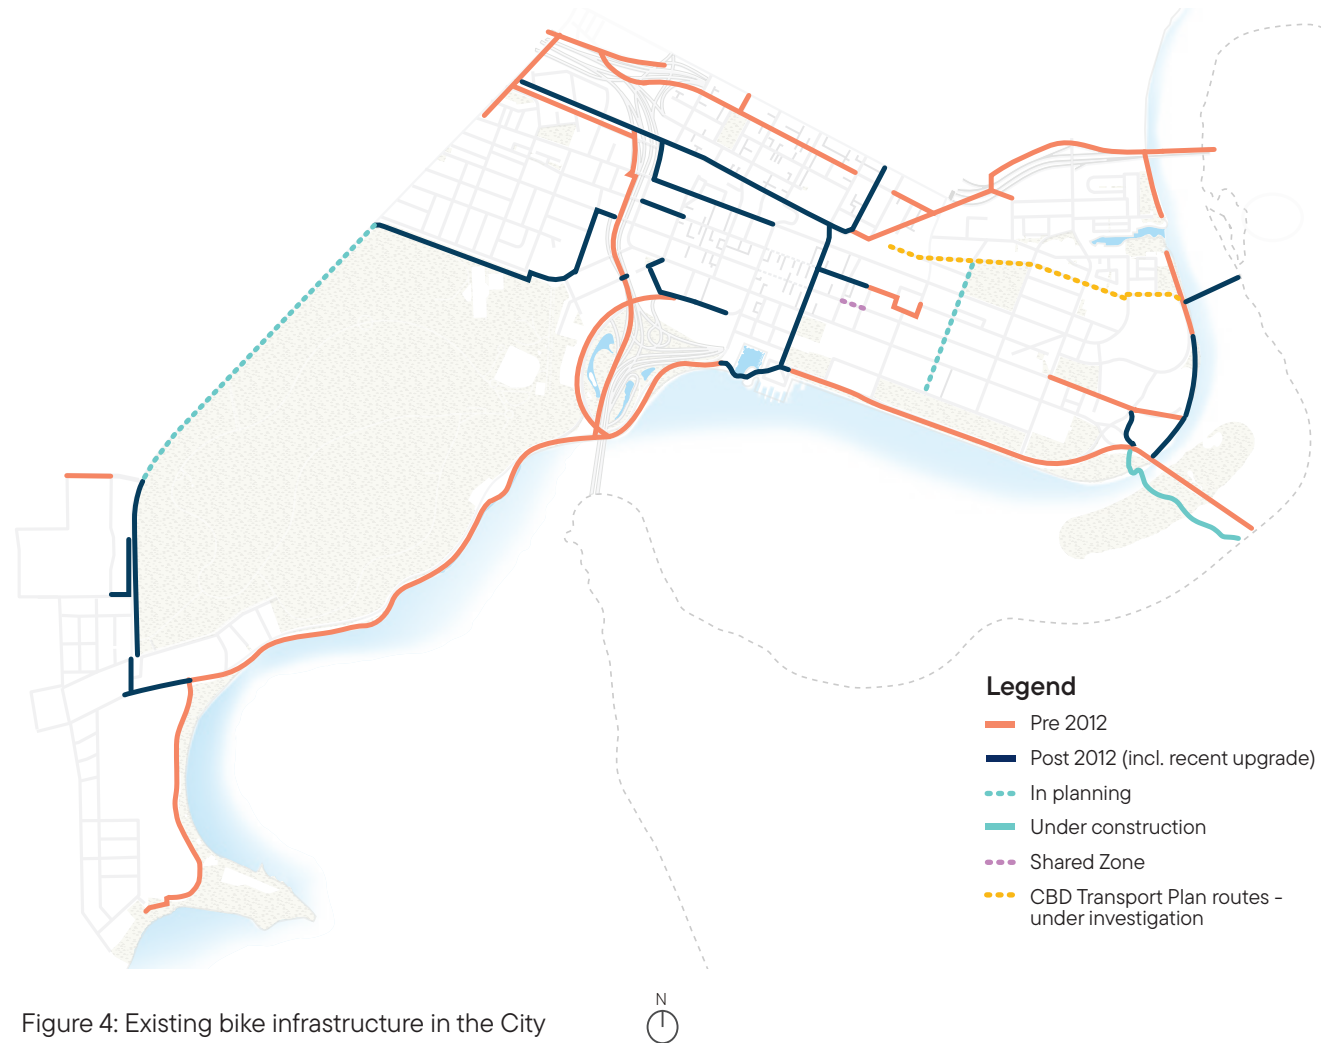 Legend
Pre 2012
Post 2012 (incl. recent upgrade)
In planning
Under construction
Shared Zone
CBD Transport Plan routes -
under investigation
N
Figure 4: Existing bike infrastructure in the City